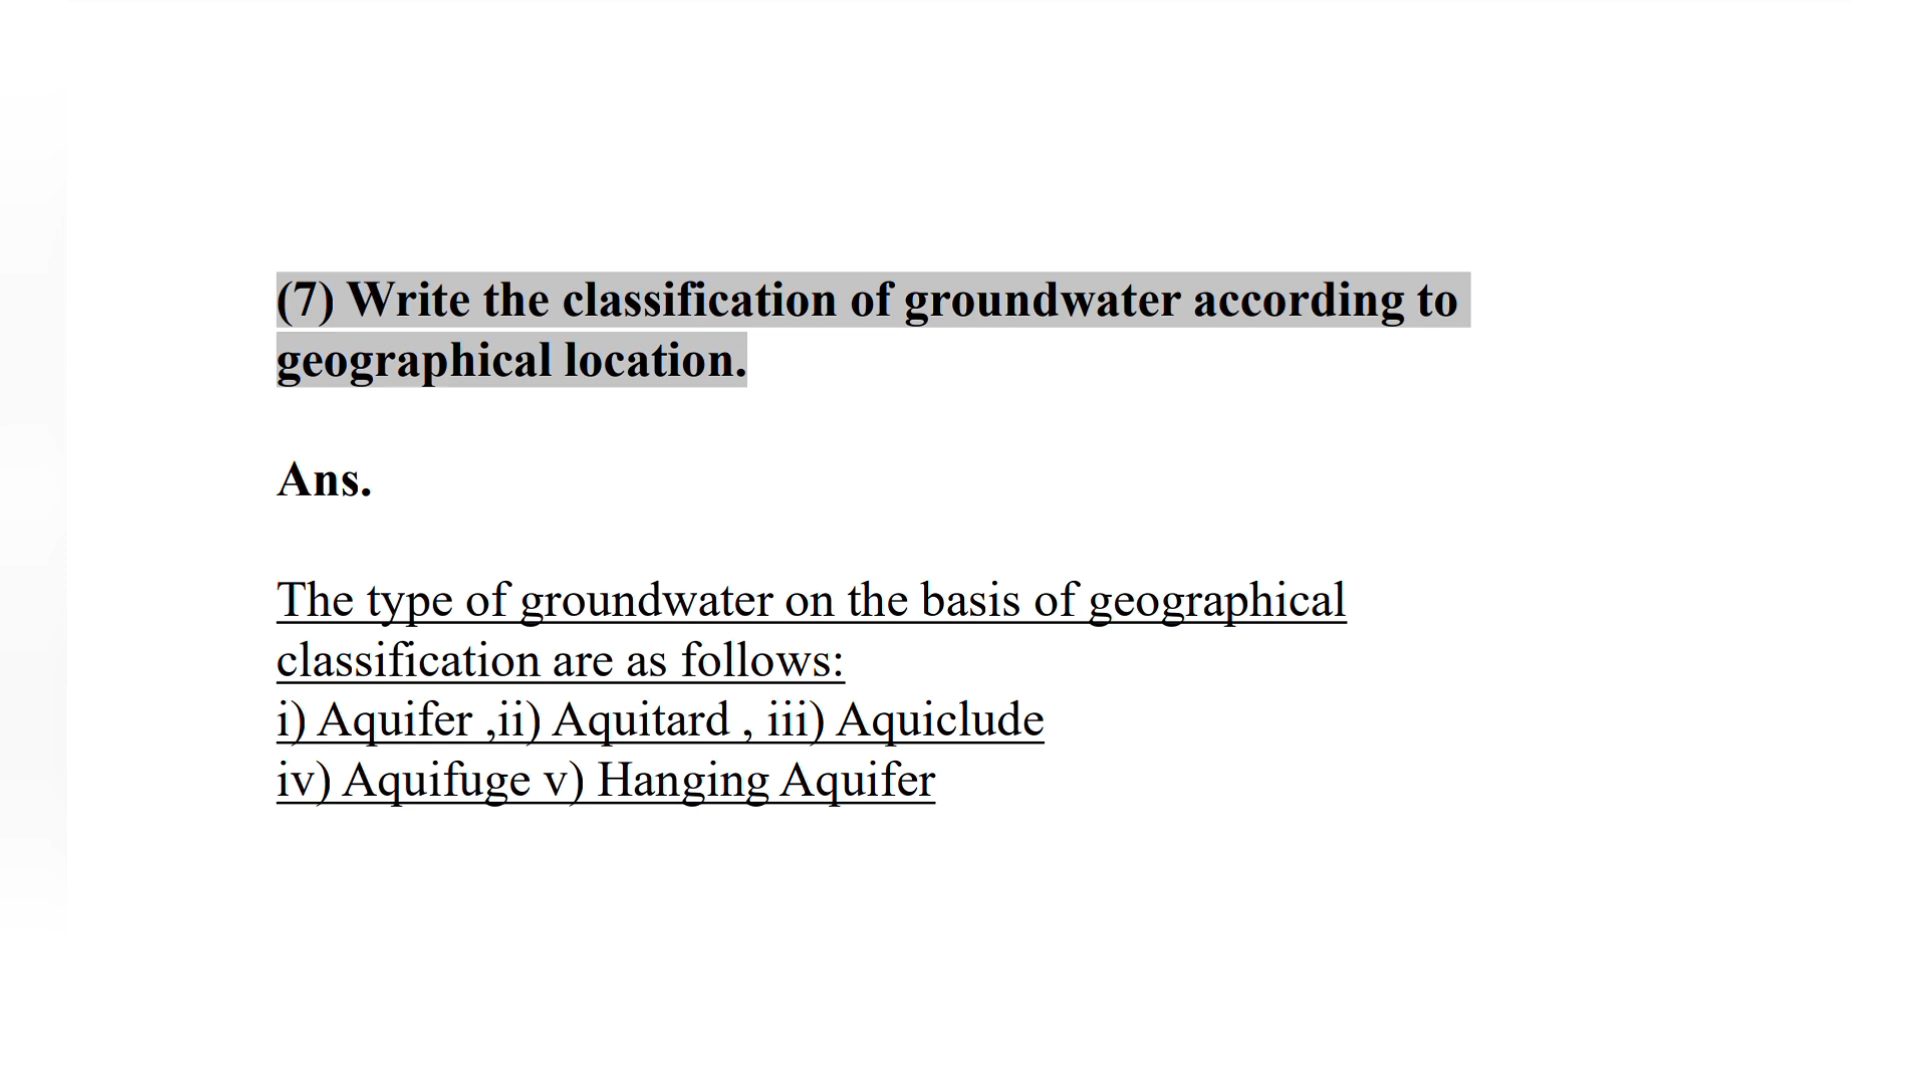 (7) Write the classification of groundwater according to
geographical location.
Ans.
The type of groundwater on the basis of geographical
classification are as follows:
i) Aquifer ,ii) Aquitard , iii) Aquiclude
iv) Aquifuge v) Hanging Aquifer